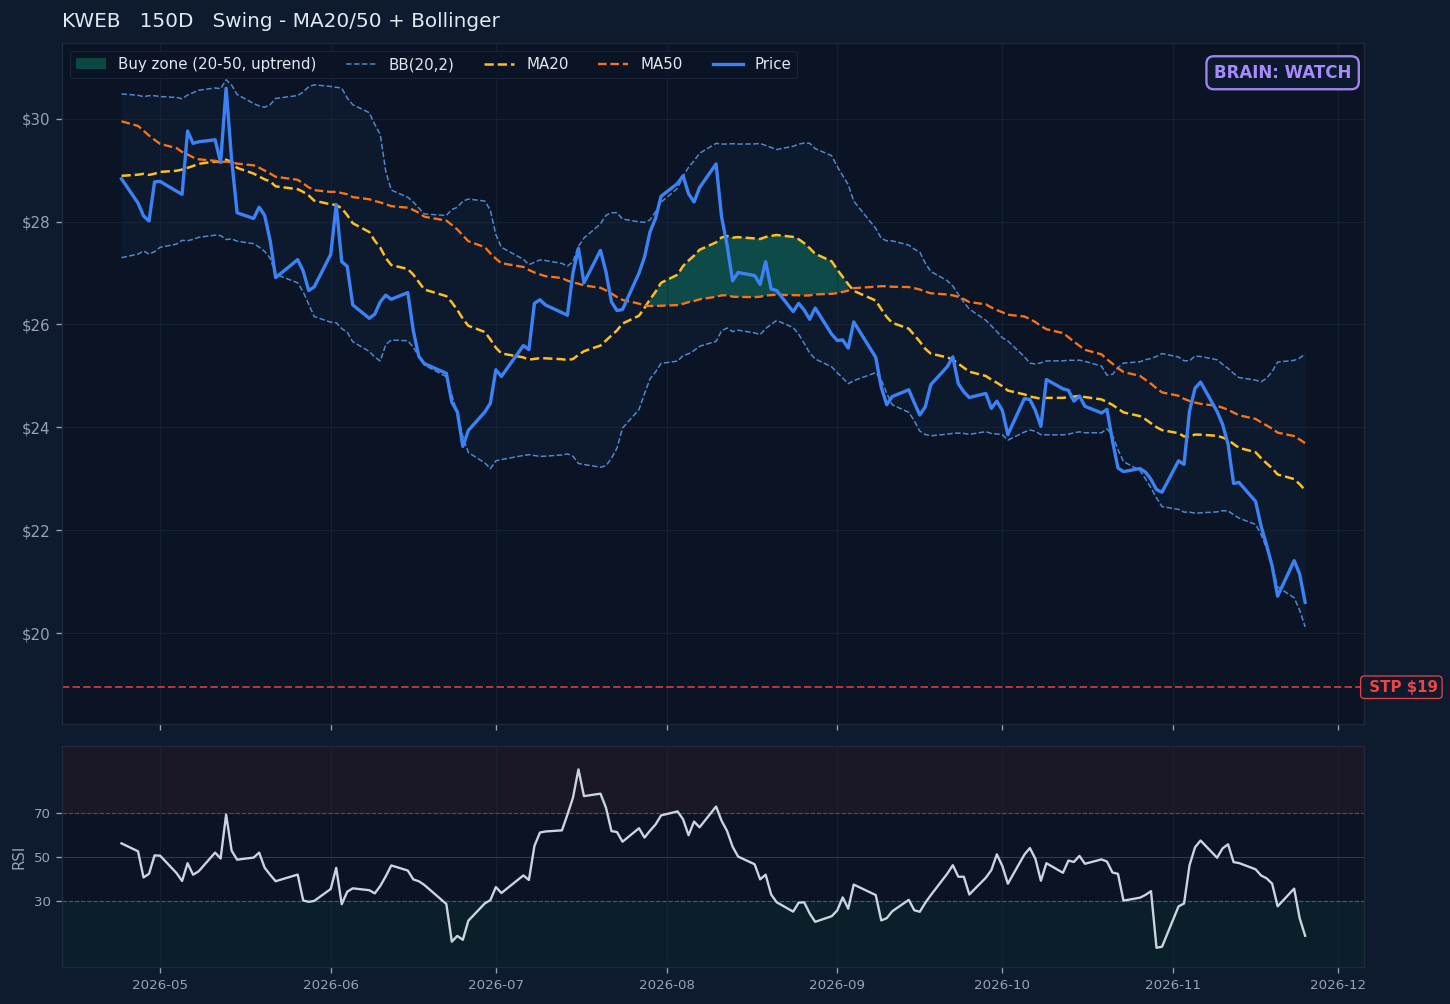 KWEB 150D Swing - MA20/50 + Bollinger
Buy zone (20-50, uptrend) BB(20,2) MA20 MA50 Price
BRAIN: WATCH
$30
$28
$26
$24
$22
$20
STP $19
70
50
30
RSI
2026-05 2026-06 2026-07 2026-08 2026-09 2026-10 2026-11 2026-12